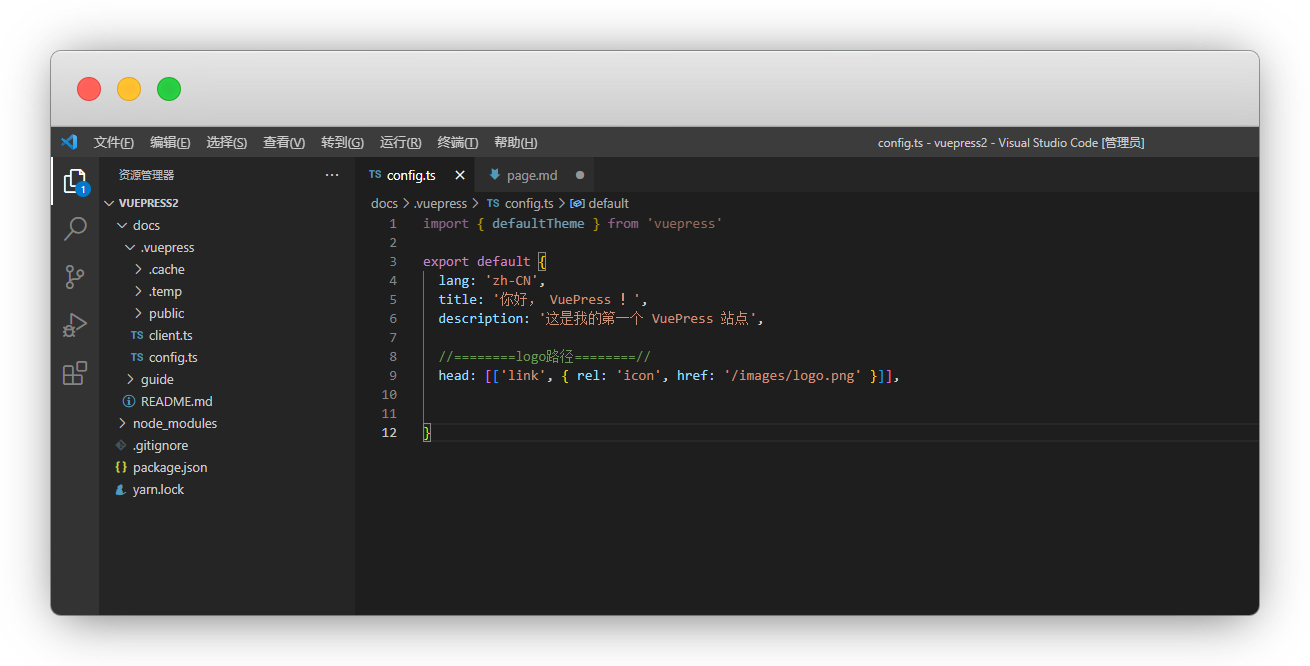 文件(F) 编辑(E) 选择(S) 查看(V) 转到(G) 运行(R) 终端(T) 帮助(H) config.ts - vuepress2 - Visual Studio Code [管理员]
资源管理器 ···
1
VUEPRESS2
docs
.vuepress
.cache
.temp
public
TS client.ts
TS config.ts
guide
README.md
node_modules
.gitignore
{} package.json
yarn.lock
TS config.ts × page.md ●
docs > .vuepress > TS config.ts > default
1 import { defaultTheme } from 'vuepress'
2
3 export default {
4 lang: 'zh-CN',
5 title: '你好， VuePress ！',
6 description: '这是我的第一个 VuePress 站点',
7
8 //========logo路径========//
9 head: [['link', { rel: 'icon', href: '/images/logo.png' }]],
10
11
12 }